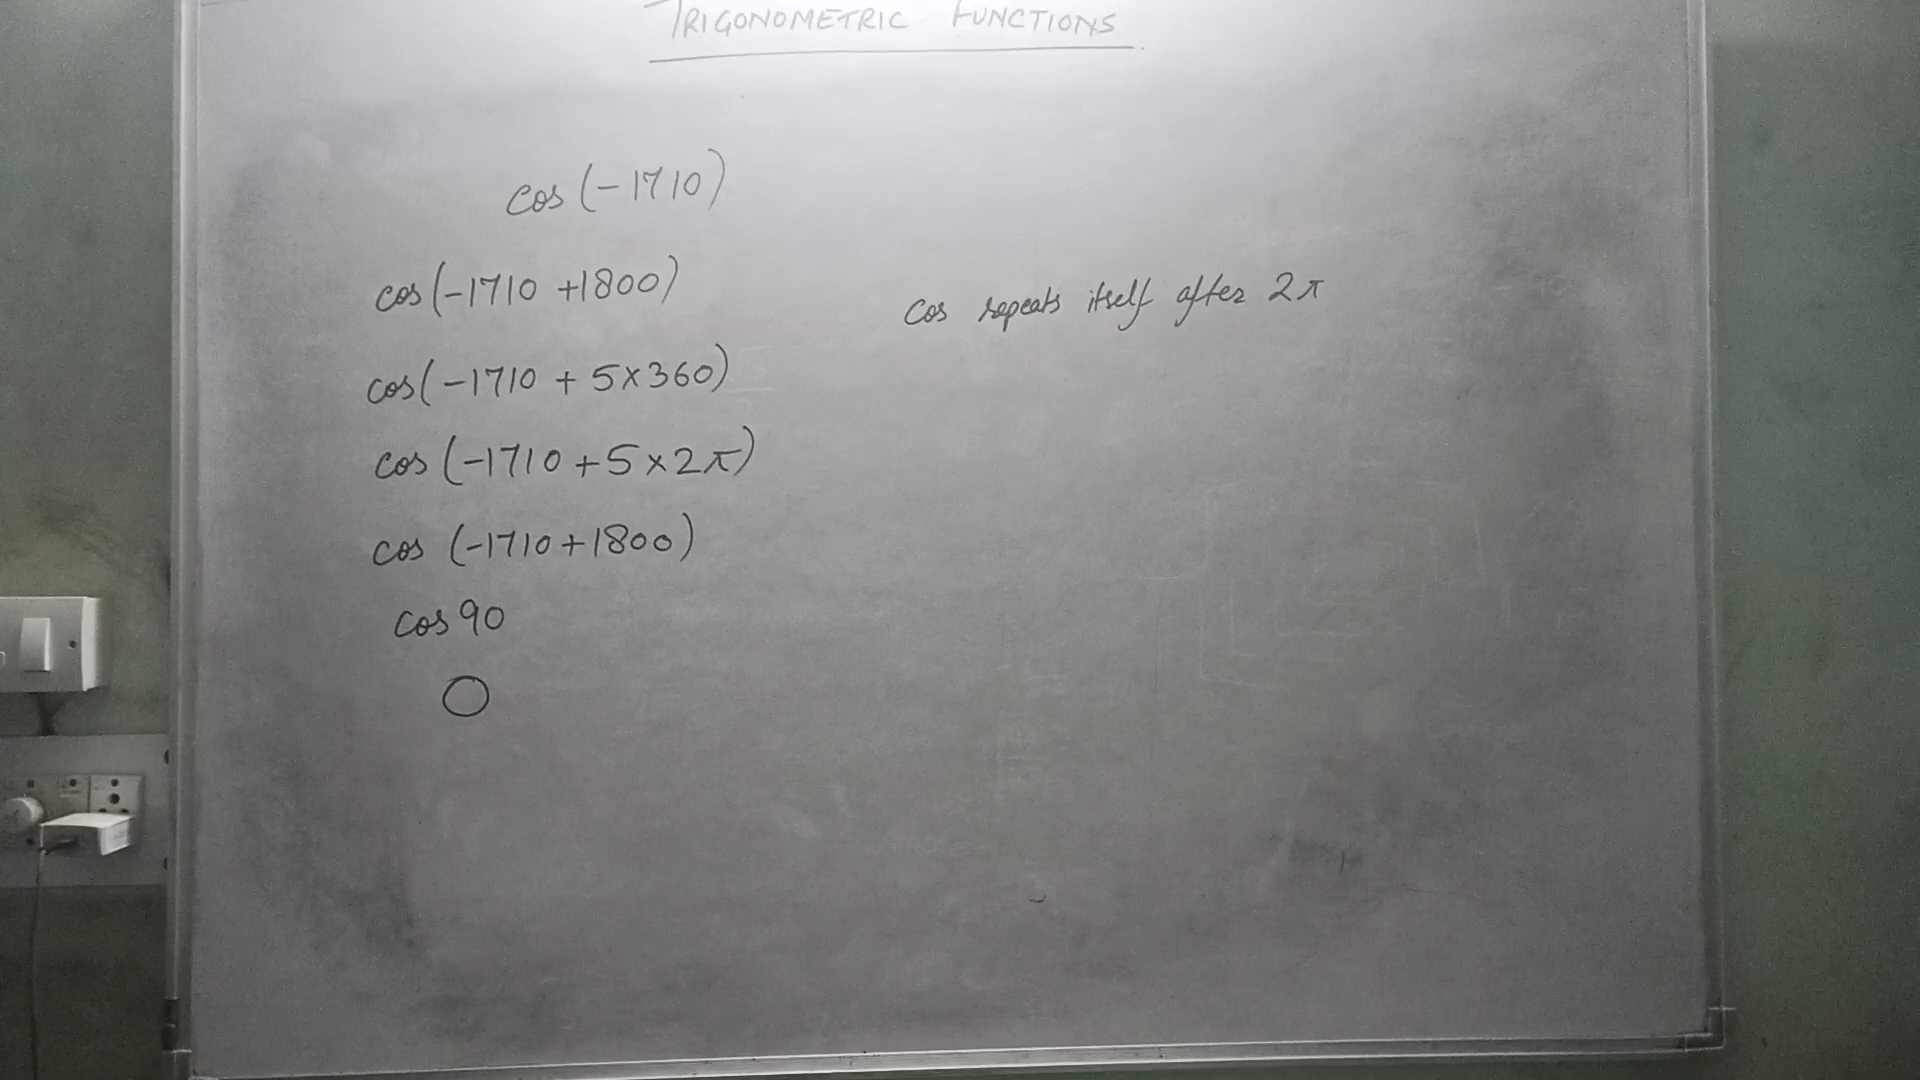 TRIGONOMETRIC FUNCTIONS
cos (-1710)
cos (-1710 +1800)
cos repeats itself after 2π
cos (-1710 + 5×360)
cos (-1710 + 5×2π)
cos (-1710+1800)
cos 90
0